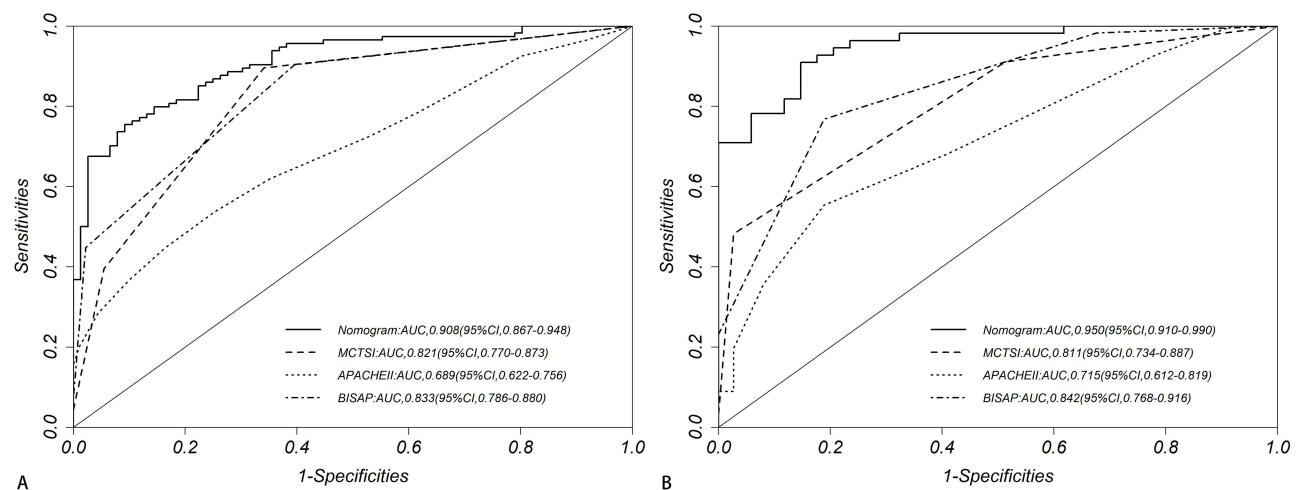 1.0
0.8
0.6
0.4
0.2
0.0
Sensitivities
Nomogram:AUC,0.908(95%CI,0.867-0.948)
MCTSI:AUC,0.821(95%CI,0.770-0.873)
APACHEII:AUC,0.689(95%CI,0.622-0.756)
BISAP:AUC,0.833(95%CI,0.786-0.880)
0.0 0.2 0.4 0.6 0.8 1.0
1-Specificities
A
1.0
0.8
0.6
0.4
0.2
0.0
Sensitivities
Nomogram:AUC,0.950(95%CI,0.910-0.990)
MCTSI:AUC,0.811(95%CI,0.734-0.887)
APACHEII:AUC,0.715(95%CI,0.612-0.819)
BISAP:AUC,0.842(95%CI,0.768-0.916)
0.0 0.2 0.4 0.6 0.8 1.0
1-Specificities
B